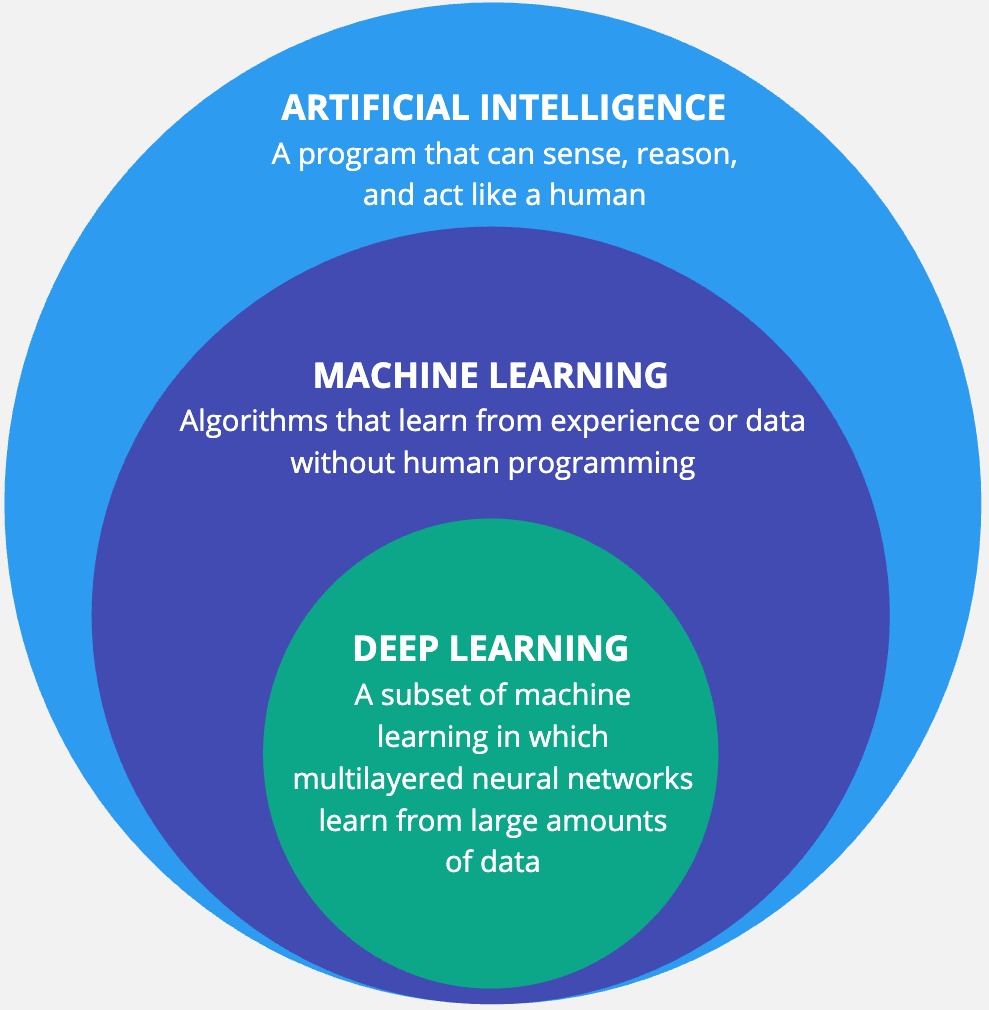 ARTIFICIAL INTELLIGENCE
A program that can sense, reason,
and act like a human
MACHINE LEARNING
Algorithms that learn from experience or data
without human programming
DEEP LEARNING
A subset of machine
learning in which
multilayered neural networks
learn from large amounts
of data